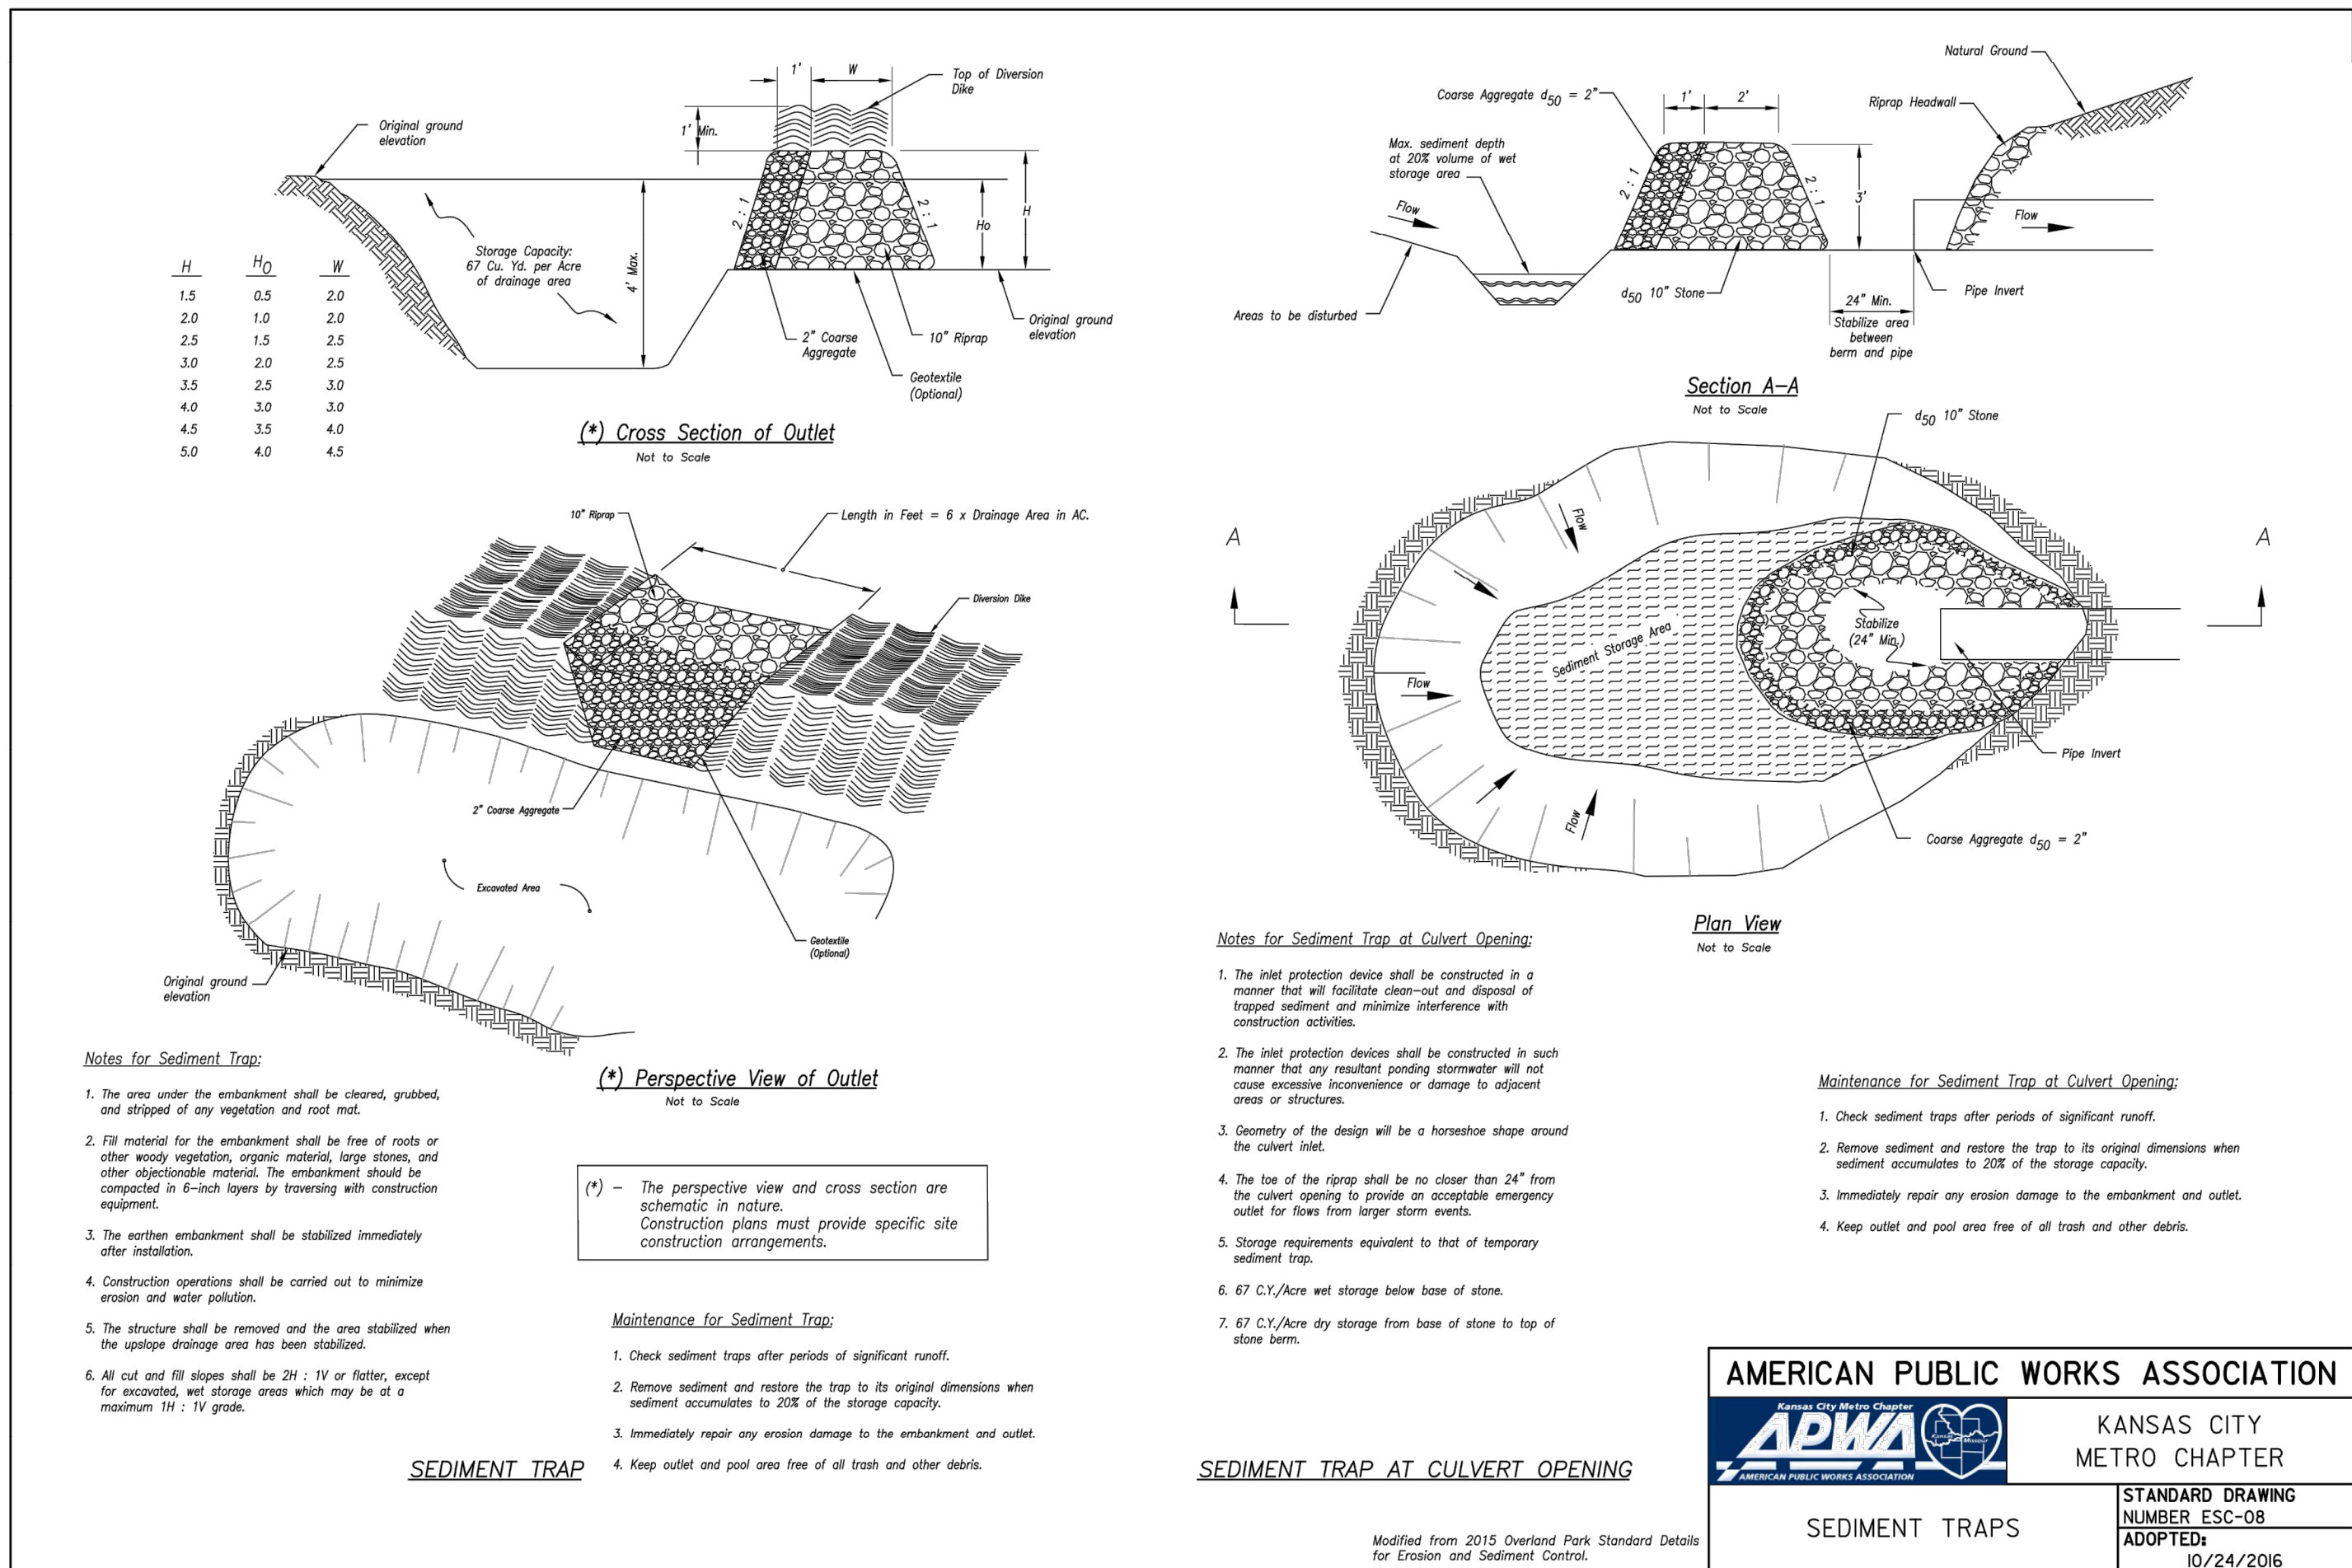 1'
W
Top of Diversion
Dike
1' Min.
Original ground
elevation
2 : 1
2 : 1
Ho
H
Storage Capacity:
67 Cu. Yd. per Acre
of drainage area
4' Max.
H HO W
1.5 0.5 2.0
2.0 1.0 2.0
2.5 1.5 2.5
3.0 2.0 2.5
3.5 2.5 3.0
4.0 3.0 3.0
4.5 3.5 4.0
5.0 4.0 4.5
2" Coarse
Aggregate
10" Riprap
Original ground
elevation
Geotextile
(Optional)
(*) Cross Section of Outlet
Not to Scale
10" Riprap
Length in Feet = 6 x Drainage Area in AC.
Diversion Dike
2" Coarse Aggregate
Excavated Area
Geotextile
(Optional)
Original ground
elevation
(*) Perspective View of Outlet
Not to Scale
Notes for Sediment Trap:
1. The area under the embankment shall be cleared, grubbed,
and stripped of any vegetation and root mat.
2. Fill material for the embankment shall be free of roots or
other woody vegetation, organic material, large stones, and
other objectionable material. The embankment should be
compacted in 6-inch layers by traversing with construction
equipment.
3. The earthen embankment shall be stabilized immediately
after installation.
4. Construction operations shall be carried out to minimize
erosion and water pollution.
5. The structure shall be removed and the area stabilized when
the upslope drainage area has been stabilized.
6. All cut and fill slopes shall be 2H : 1V or flatter, except
for excavated, wet storage areas which may be at a
maximum 1H : 1V grade.
(*) - The perspective view and cross section are
schematic in nature.
Construction plans must provide specific site
construction arrangements.
Maintenance for Sediment Trap:
1. Check sediment traps after periods of significant runoff.
2. Remove sediment and restore the trap to its original dimensions when
sediment accumulates to 20% of the storage capacity.
3. Immediately repair any erosion damage to the embankment and outlet.
4. Keep outlet and pool area free of all trash and other debris.
SEDIMENT TRAP
Natural Ground
Coarse Aggregate d50 = 2"
1'
2'
Riprap Headwall
Max. sediment depth
at 20% volume of wet
storage area
2 : 1
2 : 1
3'
Flow
Flow
d50 10" Stone
24" Min.
Stabilize area
between
berm and pipe
Pipe Invert
Areas to be disturbed
Section A-A
Not to Scale
d50 10" Stone
A
A
Flow
Stabilize
(24" Min.)
Sediment Storage Area
Flow
Flow
Pipe Invert
Coarse Aggregate d50 = 2"
Plan View
Not to Scale
Notes for Sediment Trap at Culvert Opening:
1. The inlet protection device shall be constructed in a
manner that will facilitate clean-out and disposal of
trapped sediment and minimize interference with
construction activities.
2. The inlet protection devices shall be constructed in such
manner that any resultant ponding stormwater will not
cause excessive inconvenience or damage to adjacent
areas or structures.
3. Geometry of the design will be a horseshoe shape around
the culvert inlet.
4. The toe of the riprap shall be no closer than 24" from
the culvert opening to provide an acceptable emergency
outlet for flows from larger storm events.
5. Storage requirements equivalent to that of temporary
sediment trap.
6. 67 C.Y./Acre wet storage below base of stone.
7. 67 C.Y./Acre dry storage from base of stone to top of
stone berm.
Maintenance for Sediment Trap at Culvert Opening:
1. Check sediment traps after periods of significant runoff.
2. Remove sediment and restore the trap to its original dimensions when
sediment accumulates to 20% of the storage capacity.
3. Immediately repair any erosion damage to the embankment and outlet.
4. Keep outlet and pool area free of all trash and other debris.
SEDIMENT TRAP AT CULVERT OPENING
Modified from 2015 Overland Park Standard Details
for Erosion and Sediment Control.
AMERICAN PUBLIC WORKS ASSOCIATION
Kansas City Metro Chapter
APWA
Kansas Missouri
AMERICAN PUBLIC WORKS ASSOCIATION
KANSAS CITY
METRO CHAPTER
SEDIMENT TRAPS
STANDARD DRAWING
NUMBER ESC-08
ADOPTED:
10/24/2016